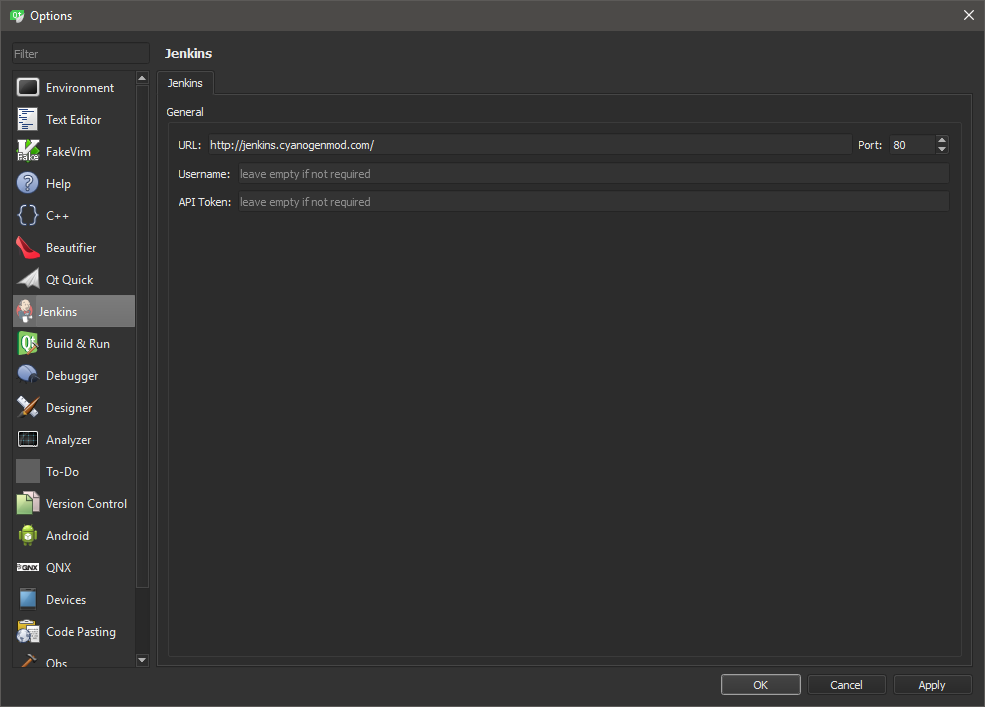 Options
Filter
Environment
Text Editor
FakeVim
Help
C++
Beautifier
Qt Quick
Jenkins
Build & Run
Debugger
Designer
Analyzer
To-Do
Version Control
Android
QNX
Devices
Code Pasting
Qbs
Jenkins
Jenkins
General
URL: http://jenkins.cyanogenmod.com/ Port: 80
Username: leave empty if not required
API Token: leave empty if not required
OK Cancel Apply